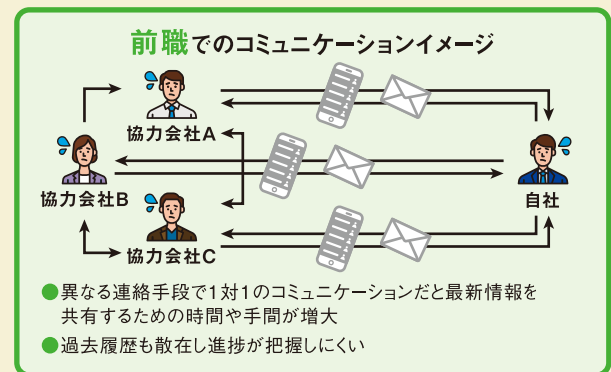 前職でのコミュニケーションイメージ
協力会社A
協力会社B
自社
協力会社C
●異なる連絡手段で1対1のコミュニケーションだと最新情報を
共有するための時間や手間が増大
●過去履歴も散在し進捗が把握しにくい